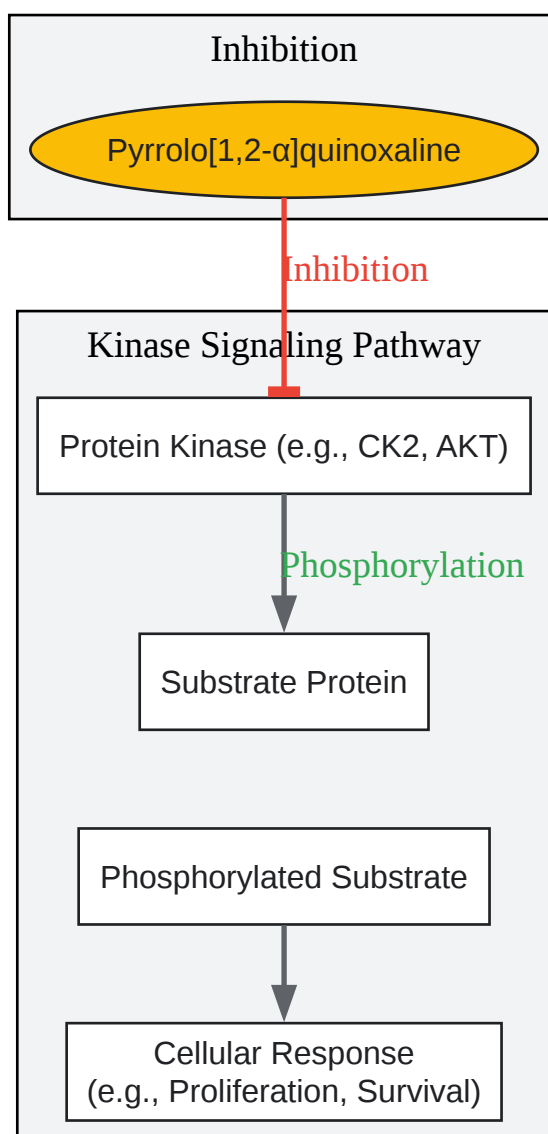 Inhibition
Pyrrolo[1,2-α]quinoxaline
Inhibition
Kinase Signaling Pathway
Protein Kinase (e.g., CK2, AKT)
Phosphorylation
Substrate Protein
Phosphorylated Substrate
Cellular Response
(e.g., Proliferation, Survival)